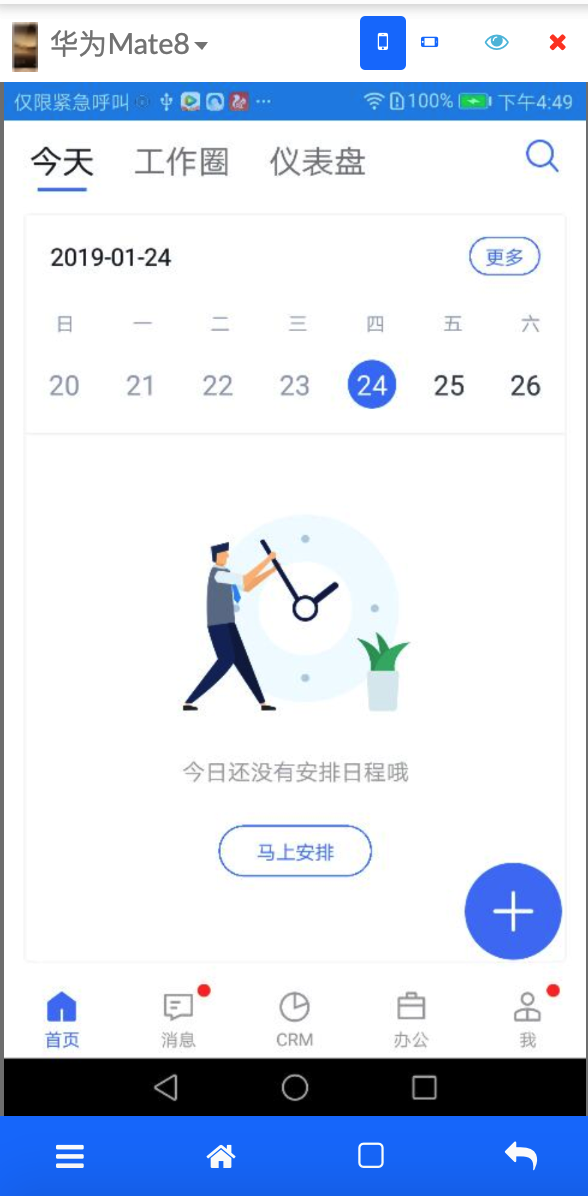 华为Mate8
仅限紧急呼叫 100% 下午4:49
今天 工作圈 仪表盘
2019-01-24 更多
日 一 二 三 四 五 六
20 21 22 23 24 25 26
今日还没有安排日程哦
马上安排
首页 消息 CRM 办公 我